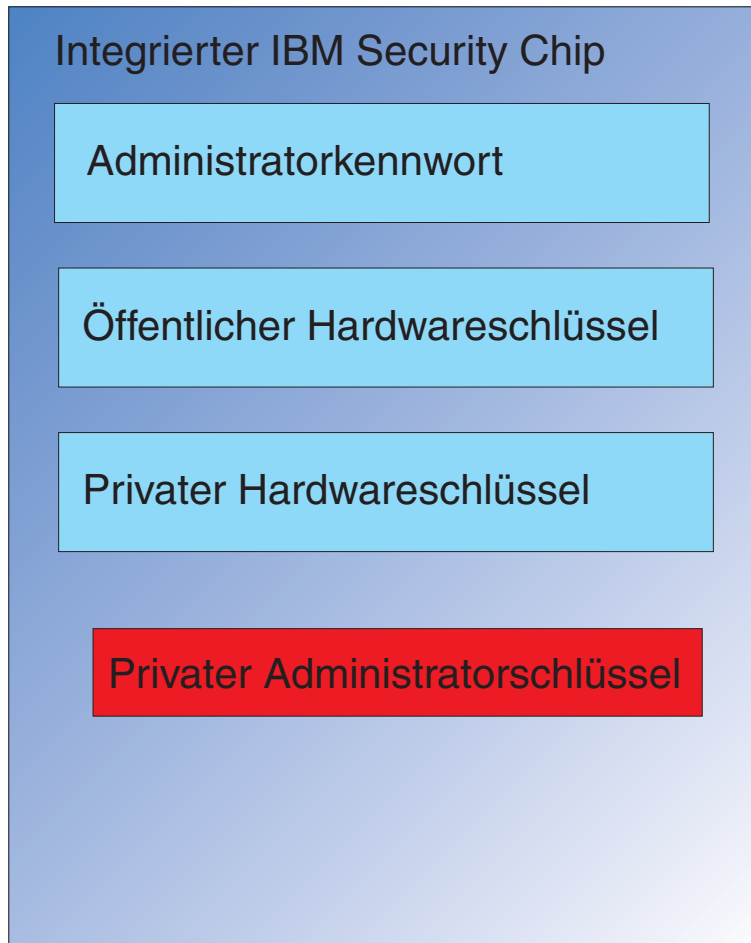 Integrierter IBM Security Chip
Administratorkennwort
Öffentlicher Hardwareschlüssel
Privater Hardwareschlüssel
Privater Administratorschlüssel